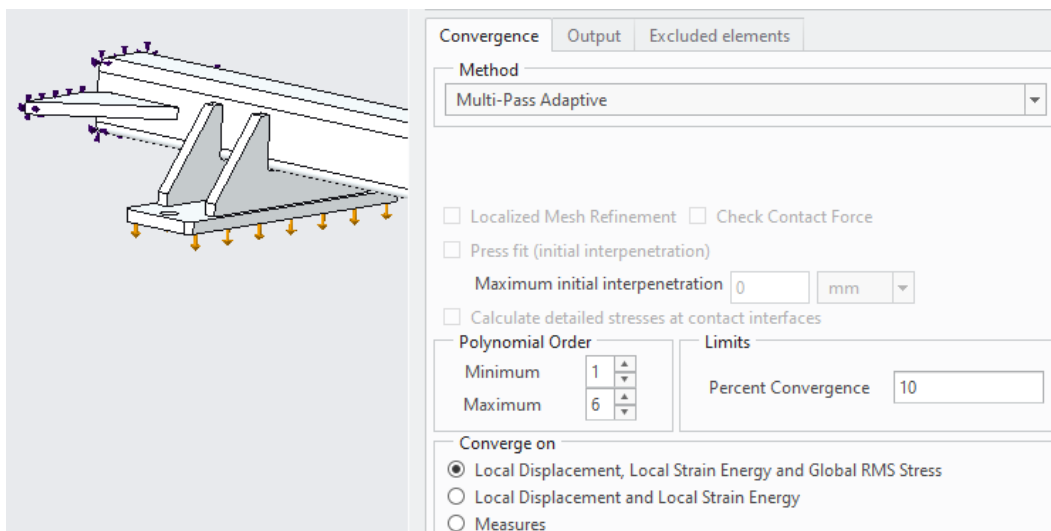 Convergence Output Excluded elements
Method
Multi-Pass Adaptive
Localized Mesh Refinement Check Contact Force
Press fit (initial interpenetration)
Maximum initial interpenetration 0 mm
Calculate detailed stresses at contact interfaces
Polynomial Order Limits
Minimum 1
Percent Convergence 10
Maximum 6
Converge on
Local Displacement, Local Strain Energy and Global RMS Stress
Local Displacement and Local Strain Energy
Measures